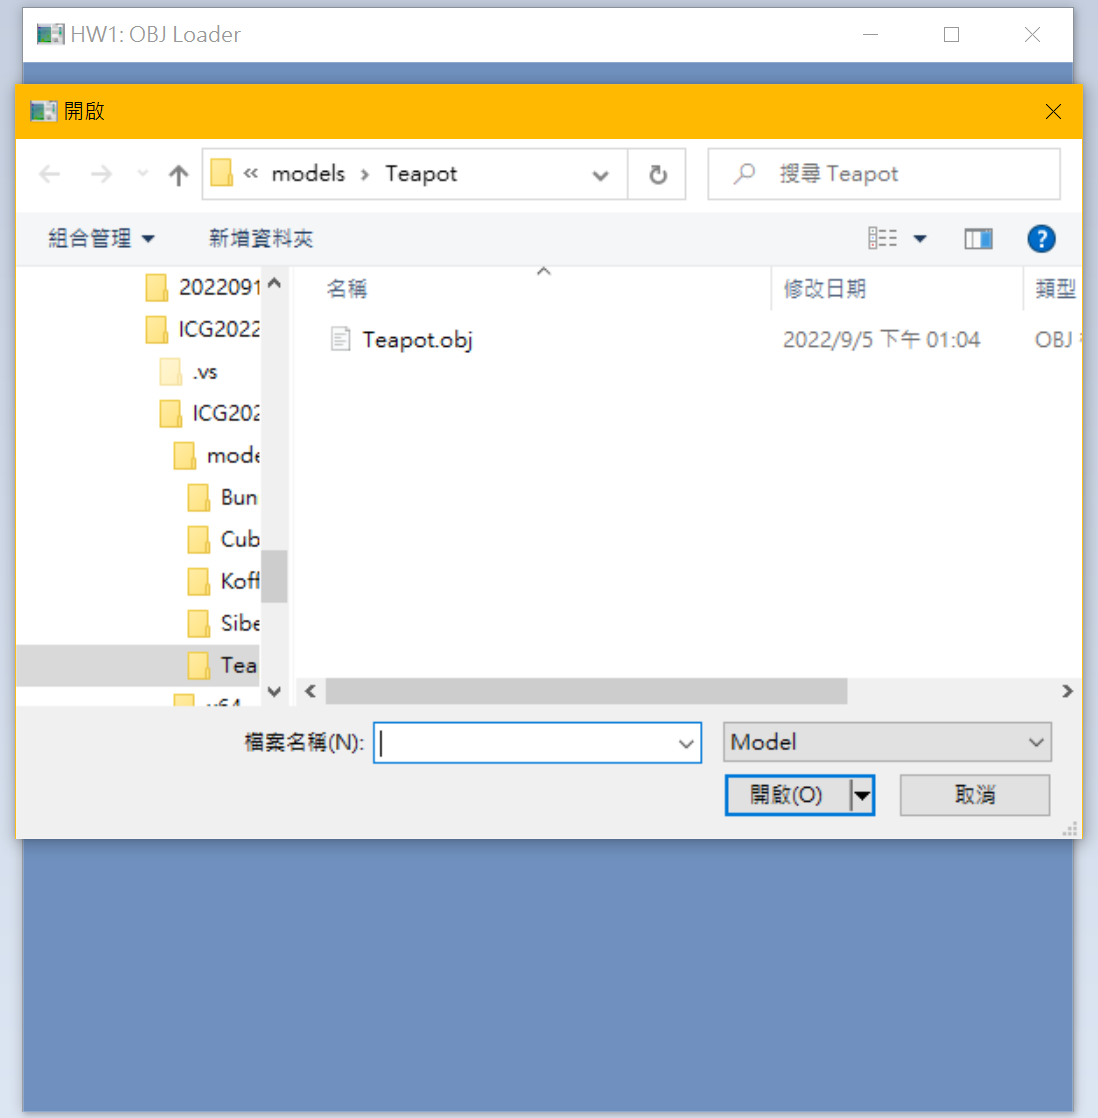 HW1: OBJ Loader
開啟
« models › Teapot
搜尋 Teapot
組合管理
新增資料夾
?
2022091
ICG2022
.vs
ICG202
mode
Bun
Cub
Koff
Sibe
Tea
x64
名稱
修改日期
類型
Teapot.obj
2022/9/5 下午 01:04
OBJ
檔案名稱(N):
Model
開啟(O)
取消